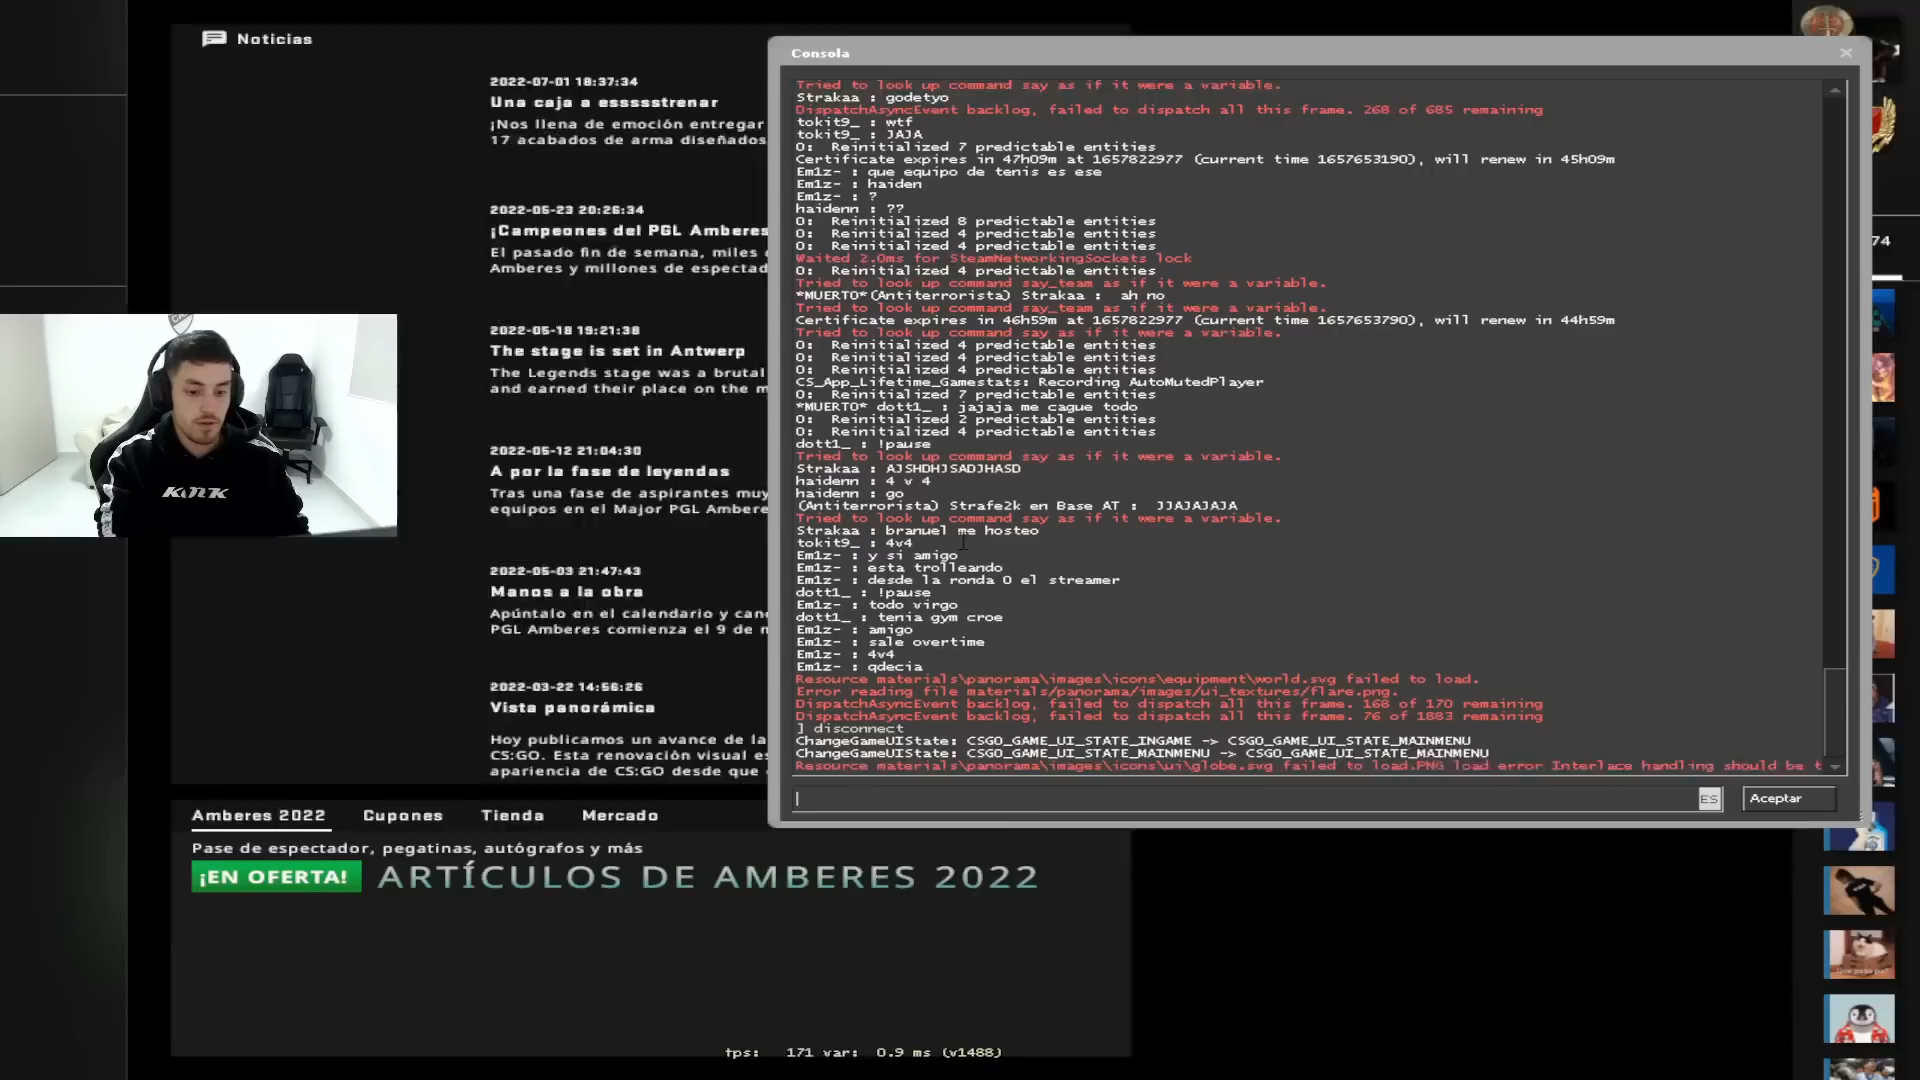 Noticias
2022-07-01 18:37:34
Una caja a esssssstrenar
¡Nos llena de emoción entregar
17 acabados de arma diseñados
2022-05-23 20:26:34
¡Campeones del PGL Amberes
El pasado fin de semana, miles
Amberes y millones de espectad
2022-05-18 19:21:38
The stage is set in Antwerp
The Legends stage was a brutal
and earned their place on the m
2022-05-12 21:04:30
A por la fase de leyendas
Tras una fase de aspirantes muy
equipos en el Major PGL Ambere
2022-05-03 21:47:43
Manos a la obra
Apúntalo en el calendario y canc
PGL Amberes comienza el 9 de n
2022-03-22 14:56:26
Vista panorámica
Hoy publicamos un avance de la
CS:GO. Esta renovación visual es
apariencia de CS:GO desde que
Consola
Tried to look up command say as if it were a variable.
Strakaa : godetyo
DispatchAsyncEvent backlog, failed to dispatch all this frame. 268 of 685 remaining
tokit9_ : wtf
tokit9_ : JAJA
0:  Reinitialized 7 predictable entities
Certificate expires in 47h09m at 1657822977 (current time 1657653190), will renew in 45h09m
Em1z- : que equipo de tenis es ese
Em1z- : haiden
Em1z- : ?
haidenn : ??
0:  Reinitialized 8 predictable entities
0:  Reinitialized 4 predictable entities
0:  Reinitialized 4 predictable entities
Waited 2.0ms for SteamNetworkingSockets lock
0:  Reinitialized 4 predictable entities
Tried to look up command say_team as if it were a variable.
*MUERTO*(Antiterrorista) Strakaa :  ah no
Tried to look up command say_team as if it were a variable.
Certificate expires in 46h59m at 1657822977 (current time 1657653790), will renew in 44h59m
Tried to look up command say as if it were a variable.
0:  Reinitialized 4 predictable entities
0:  Reinitialized 4 predictable entities
0:  Reinitialized 4 predictable entities
CS_App_Lifetime_Gamestats: Recording AutoMutedPlayer
0:  Reinitialized 7 predictable entities
*MUERTO* dott1_ : jajaja me cague todo
0:  Reinitialized 2 predictable entities
0:  Reinitialized 4 predictable entities
dott1_ : !pause
Tried to look up command say as if it were a variable.
Strakaa : AJSHDHJSADJHASD
haidenn : 4 v 4
haidenn : go
(Antiterrorista) Strafe2k en Base AT :  JJAJAJAJA
Tried to look up command say as if it were a variable.
Strakaa : branuel me hosteo
tokit9_ : 4v4
Em1z- : y si amigo
Em1z- : esta trolleando
Em1z- : desde la ronda 0 el streamer
dott1_ : !pause
Em1z- : todo virgo
dott1_ : tenia gym croe
Em1z- : amigo
Em1z- : sale overtime
Em1z- : 4v4
Em1z- : qdecia
Resource materials\panorama\images\icons\equipment\world.svg failed to load.
Error reading file materials/panorama/images/ui_textures/flare.png.
DispatchAsyncEvent backlog, failed to dispatch all this frame. 168 of 170 remaining
DispatchAsyncEvent backlog, failed to dispatch all this frame. 76 of 1883 remaining
] disconnect
ChangeGameUIState: CSGO_GAME_UI_STATE_INGAME -> CSGO_GAME_UI_STATE_MAINMENU
ChangeGameUIState: CSGO_GAME_UI_STATE_MAINMENU -> CSGO_GAME_UI_STATE_MAINMENU
Resource materials\panorama\images\icons\ui\globe.svg failed to load.PNG load error Interlace handling should be t
ES
Aceptar
74
KINK
Amberes 2022
Cupones
Tienda
Mercado
Pase de espectador, pegatinas, autógrafos y más
¡EN OFERTA!
ARTÍCULOS DE AMBERES 2022
fps:   171 var:  0.9 ms (v1488)